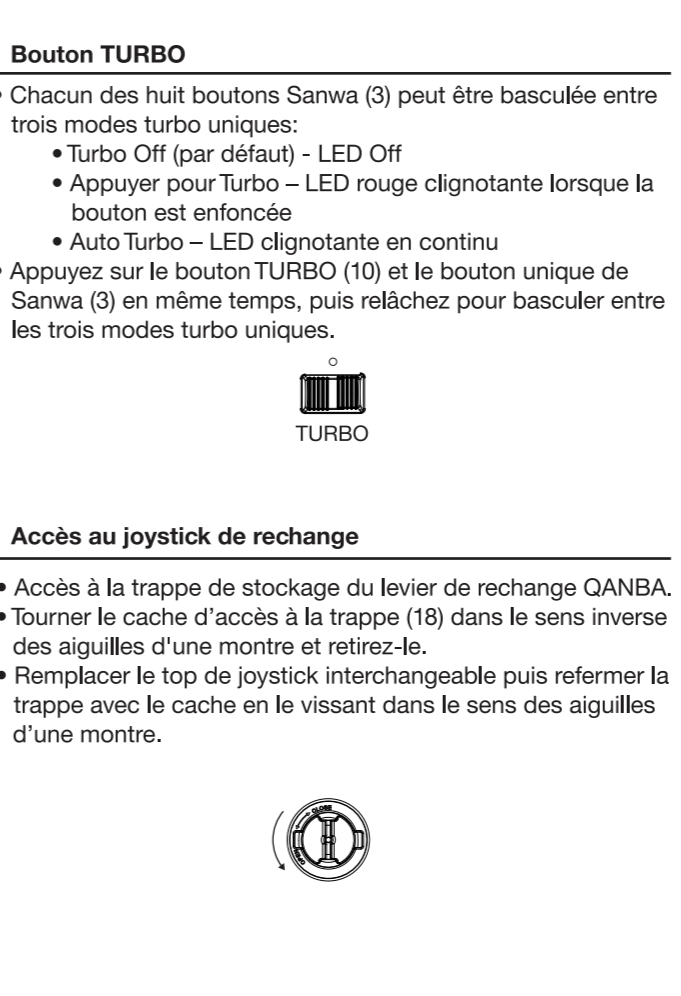 Bouton TURBO
• Chacun des huit boutons Sanwa (3) peut être basculée entre
trois modes turbo uniques:
• Turbo Off (par défaut) - LED Off
• Appuyer pour Turbo – LED rouge clignotante lorsque la
bouton est enfoncée
• Auto Turbo – LED clignotante en continu
• Appuyez sur le bouton TURBO (10) et le bouton unique de
Sanwa (3) en même temps, puis relâchez pour basculer entre
les trois modes turbo uniques.
TURBO
Accès au joystick de rechange
• Accès à la trappe de stockage du levier de rechange QANBA.
• Tourner le cache d’accès à la trappe (18) dans le sens inverse
des aiguilles d'une montre et retirez-le.
• Remplacer le top de joystick interchangeable puis refermer la
trappe avec le cache en le vissant dans le sens des aiguilles
d’une montre.
CLOSE
OPEN